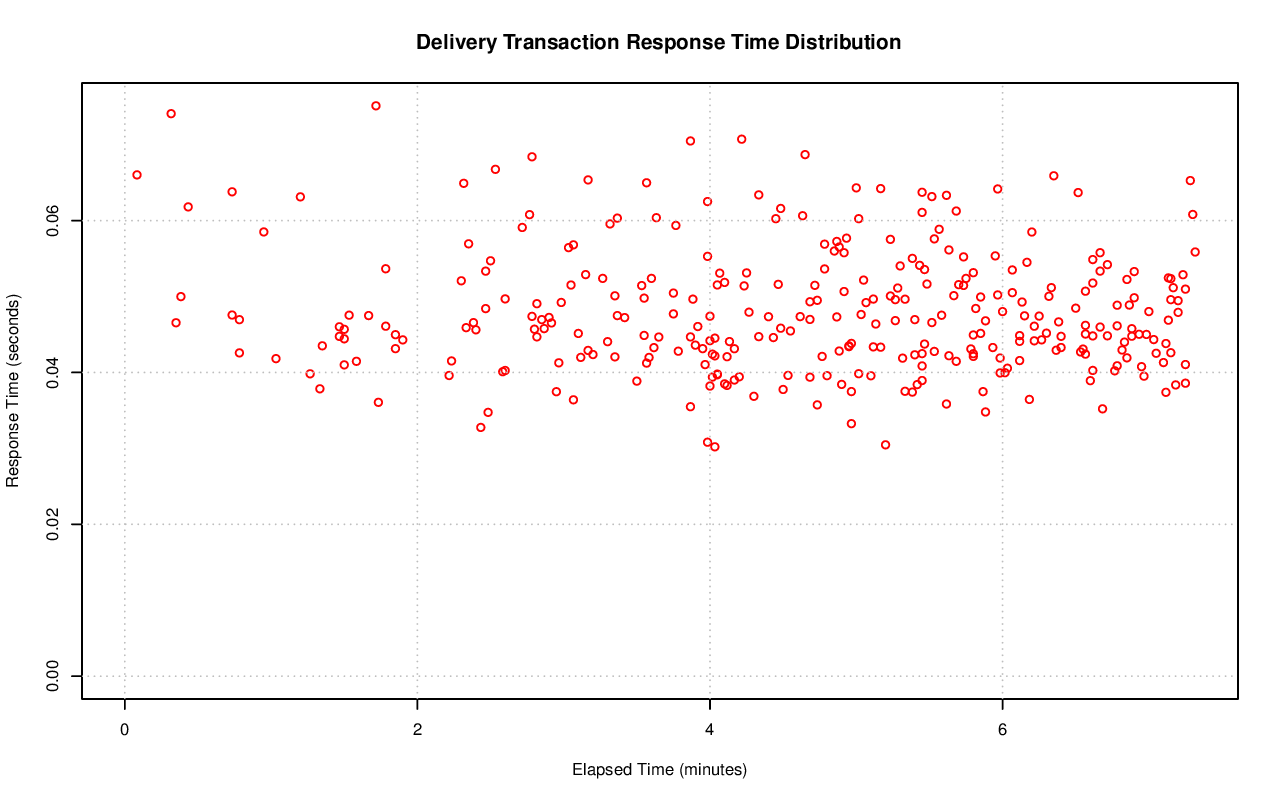 Delivery Transaction Response Time Distribution
Response Time (seconds)
0.06
0.04
0.02
0.00
0 2 4 6
Elapsed Time (minutes)